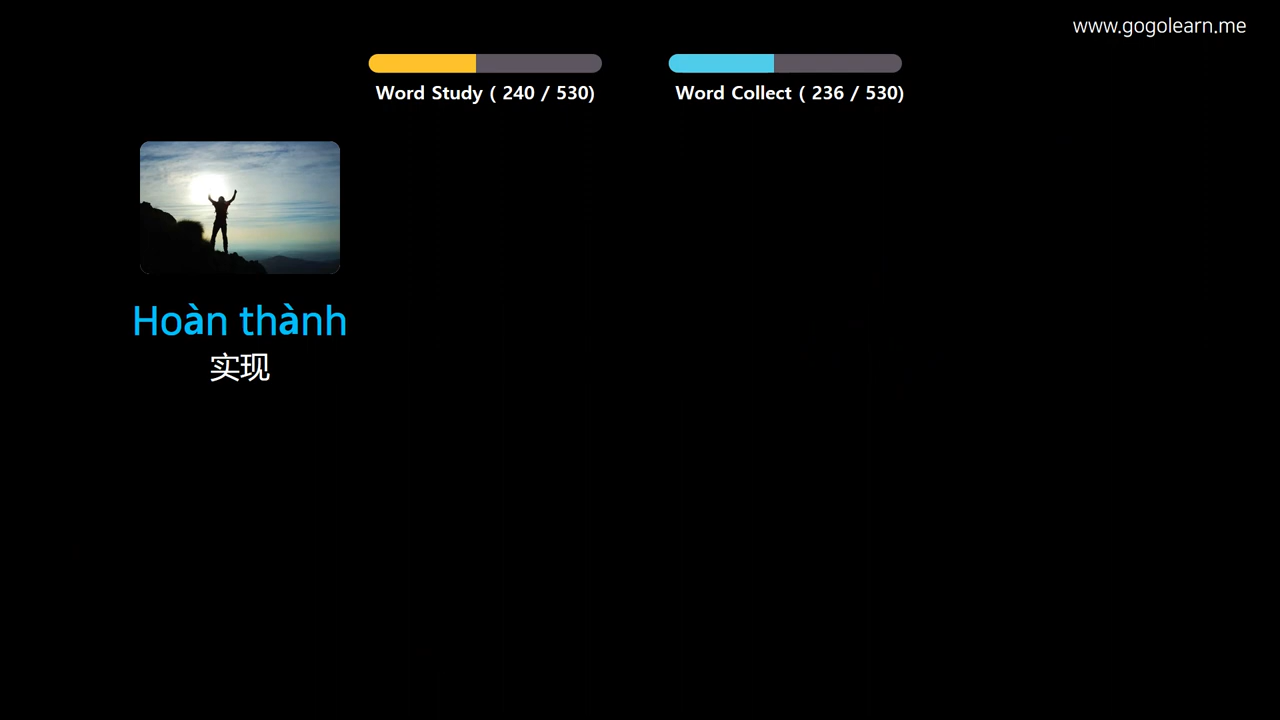 www.gogolearn.me
Word Study ( 240 / 530)
Word Collect ( 236 / 530)
Hoàn thành
实现